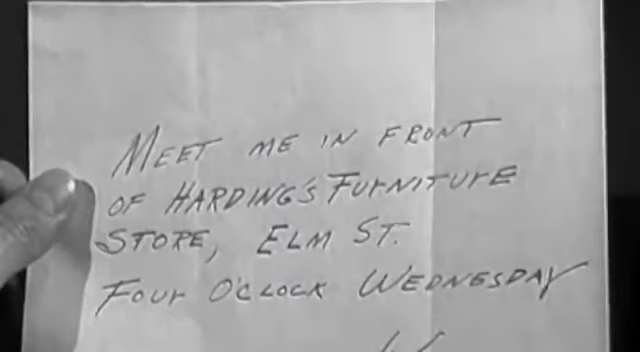 MEET ME IN FRONT
OF HARDING'S FURNITURE
STORE, ELM ST.
FOUR O'CLOCK WEDNESDAY